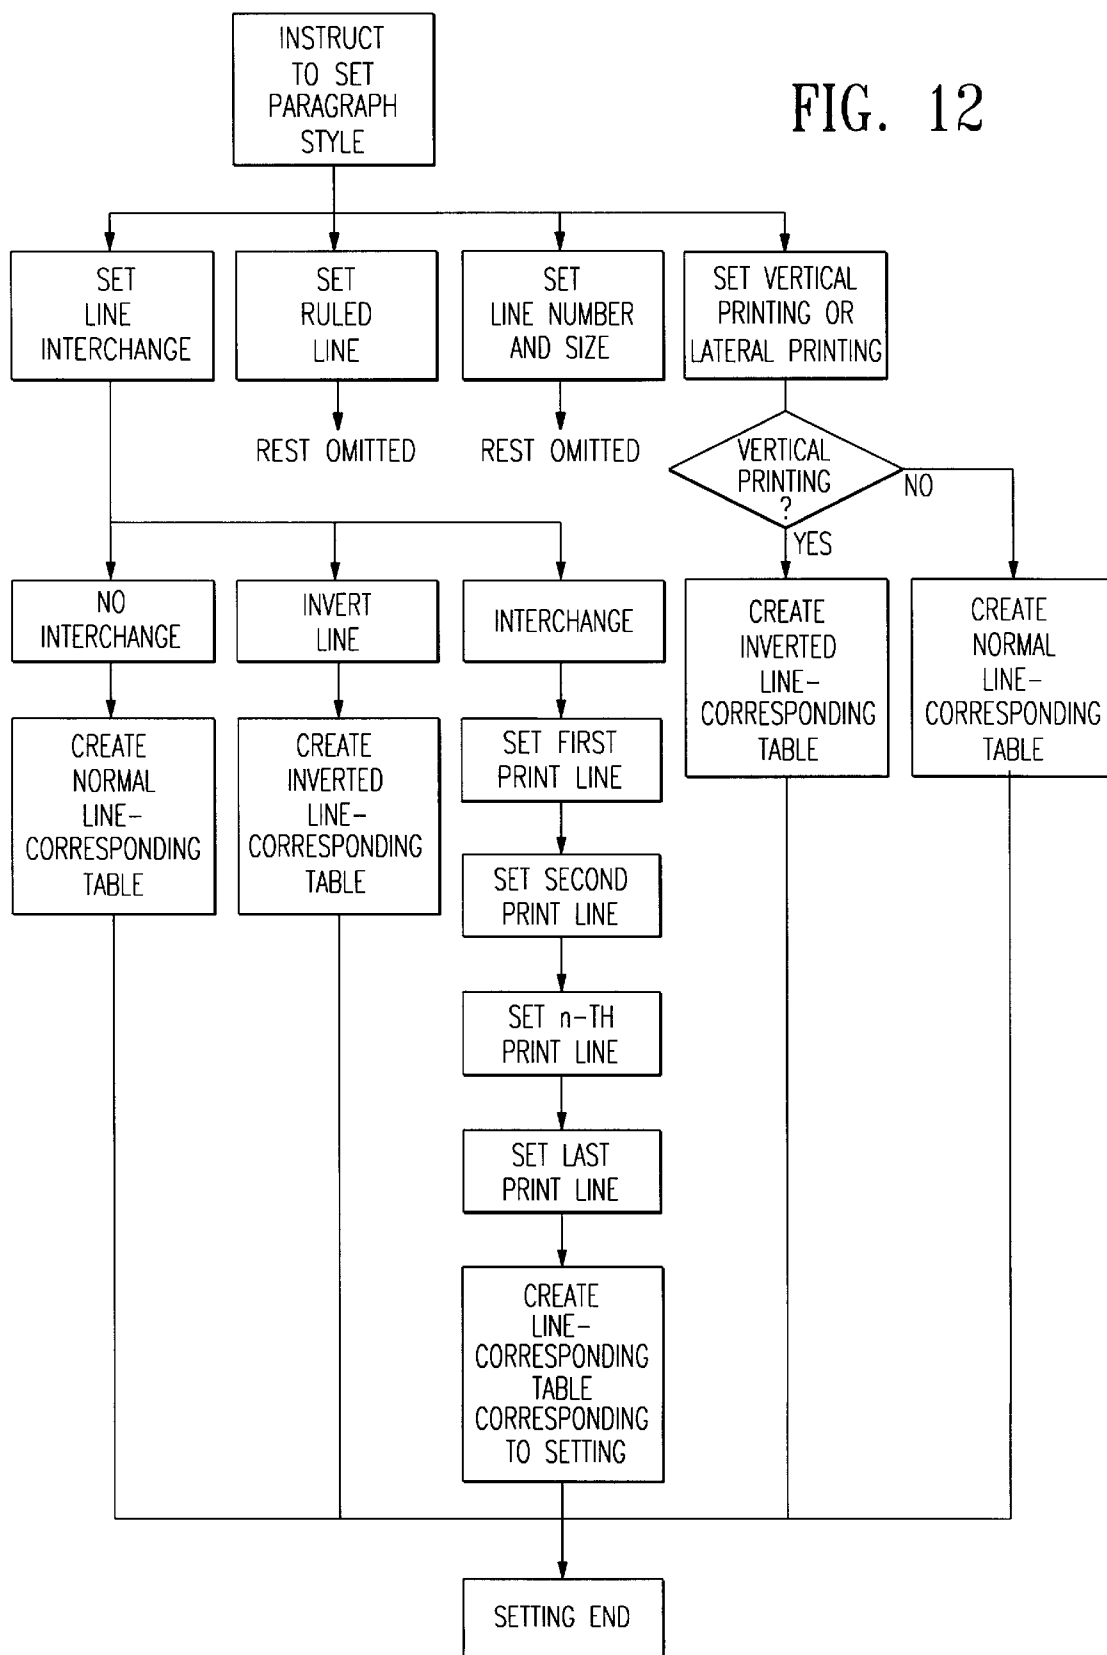 INSTRUCT
TO SET
PARAGRAPH
STYLE
FIG. 12
SET
LINE
INTERCHANGE
SET
RULED
LINE
SET
LINE NUMBER
AND SIZE
SET VERTICAL
PRINTING OR
LATERAL PRINTING
REST OMITTED
REST OMITTED
VERTICAL
PRINTING
?
NO
YES
NO
INTERCHANGE
INVERT
LINE
INTERCHANGE
CREATE
INVERTED
LINE-
CORRESPONDING
TABLE
CREATE
NORMAL
LINE-
CORRESPONDING
TABLE
CREATE
NORMAL
LINE-
CORRESPONDING
TABLE
CREATE
INVERTED
LINE-
CORRESPONDING
TABLE
SET FIRST
PRINT LINE
SET SECOND
PRINT LINE
SET n-TH
PRINT LINE
SET LAST
PRINT LINE
CREATE
LINE-
CORRESPONDING
TABLE
CORRESPONDING
TO SETTING
SETTING END